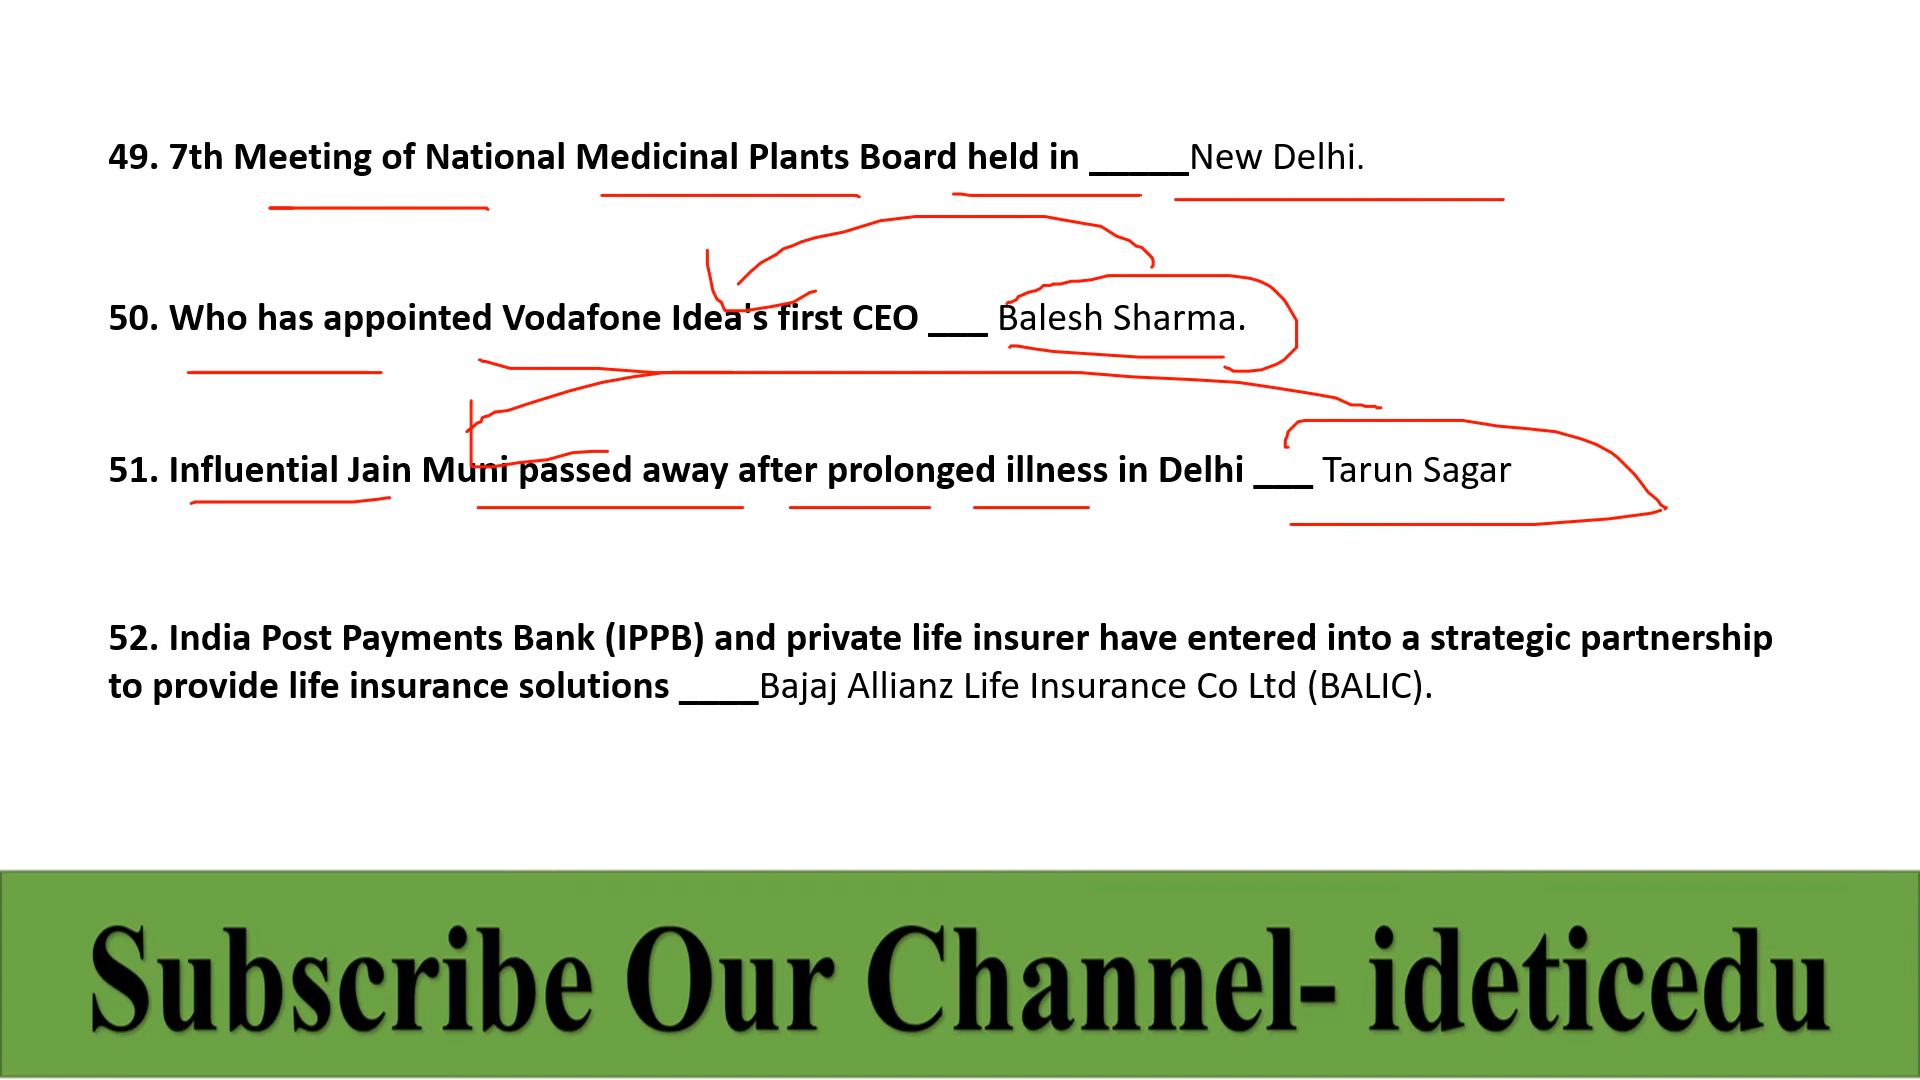 49. 7th Meeting of National Medicinal Plants Board held in _____New Delhi.
50. Who has appointed Vodafone Idea's first CEO ___ Balesh Sharma.
51. Influential Jain Muni passed away after prolonged illness in Delhi ___ Tarun Sagar
52. India Post Payments Bank (IPPB) and private life insurer have entered into a strategic partnership
to provide life insurance solutions ____Bajaj Allianz Life Insurance Co Ltd (BALIC).
Subscribe Our Channel- ideticedu